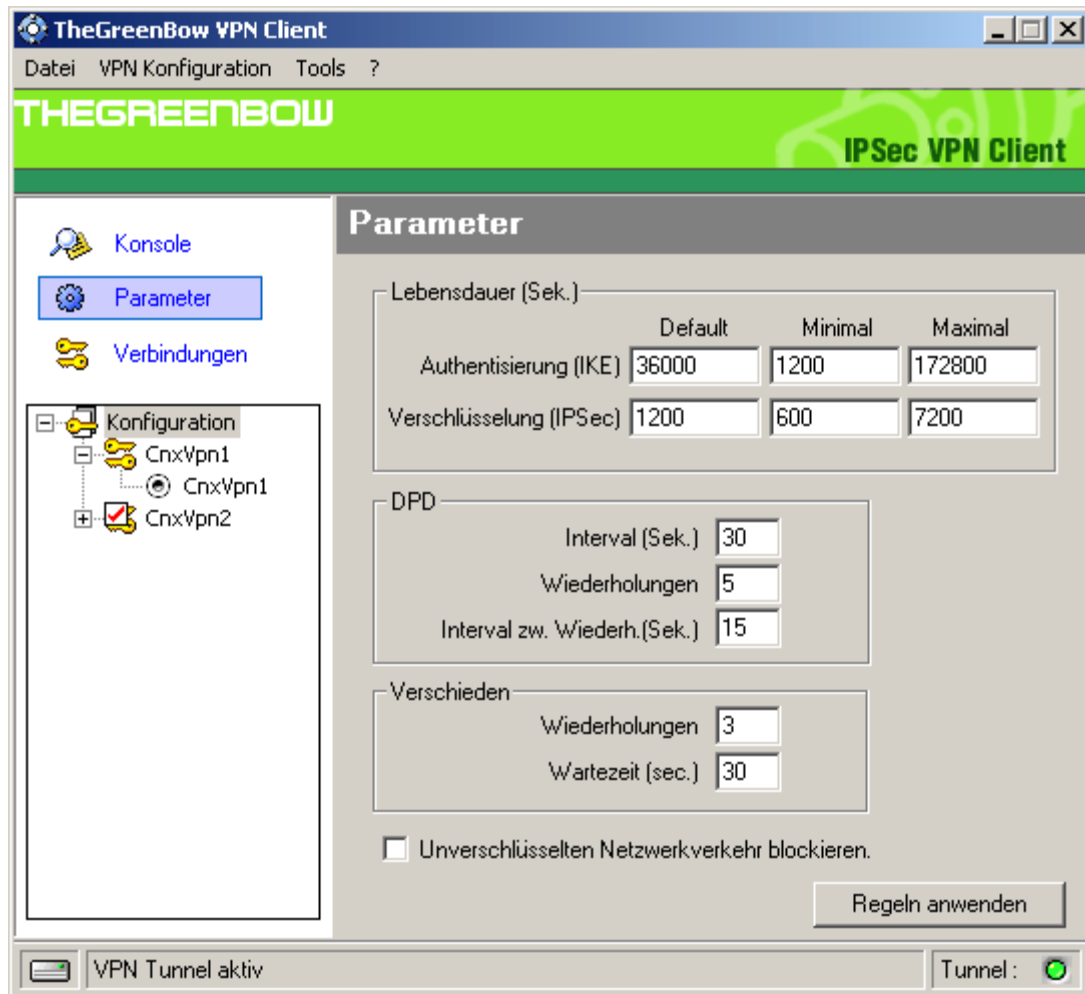 TheGreenBow VPN Client
Datei VPN Konfiguration Tools ?
THEGREENBOW
IPSec VPN Client
Konsole
Parameter
Verbindungen
Konfiguration
CnxVpn1
CnxVpn1
CnxVpn2
Parameter
Lebensdauer (Sek.)
Default Minimal Maximal
Authentisierung (IKE) 36000 1200 172800
Verschlüsselung (IPSec) 1200 600 7200
DPD
Interval (Sek.) 30
Wiederholungen 5
Interval zw. Wiederh.(Sek.) 15
Verschieden
Wiederholungen 3
Wartezeit (sec.) 30
Unverschlüsselten Netzwerkverkehr blockieren.
Regeln anwenden
VPN Tunnel aktiv Tunnel :